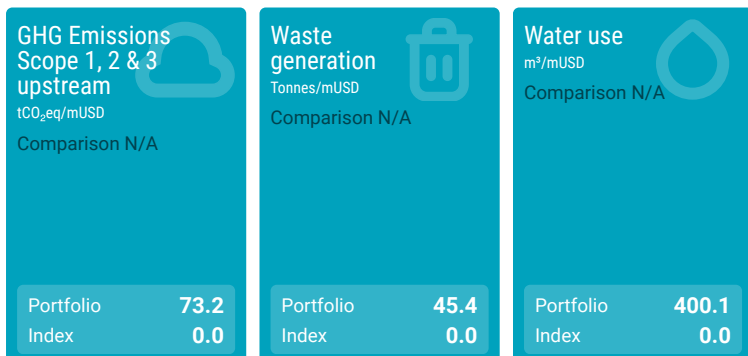 GHG Emissions
Scope 1, 2 & 3
upstream
tCO₂eq/mUSD
Comparison N/A
Portfolio 73.2
Index 0.0
Waste
generation
Tonnes/mUSD
Comparison N/A
Portfolio 45.4
Index 0.0
Water use
m³/mUSD
Comparison N/A
Portfolio 400.1
Index 0.0